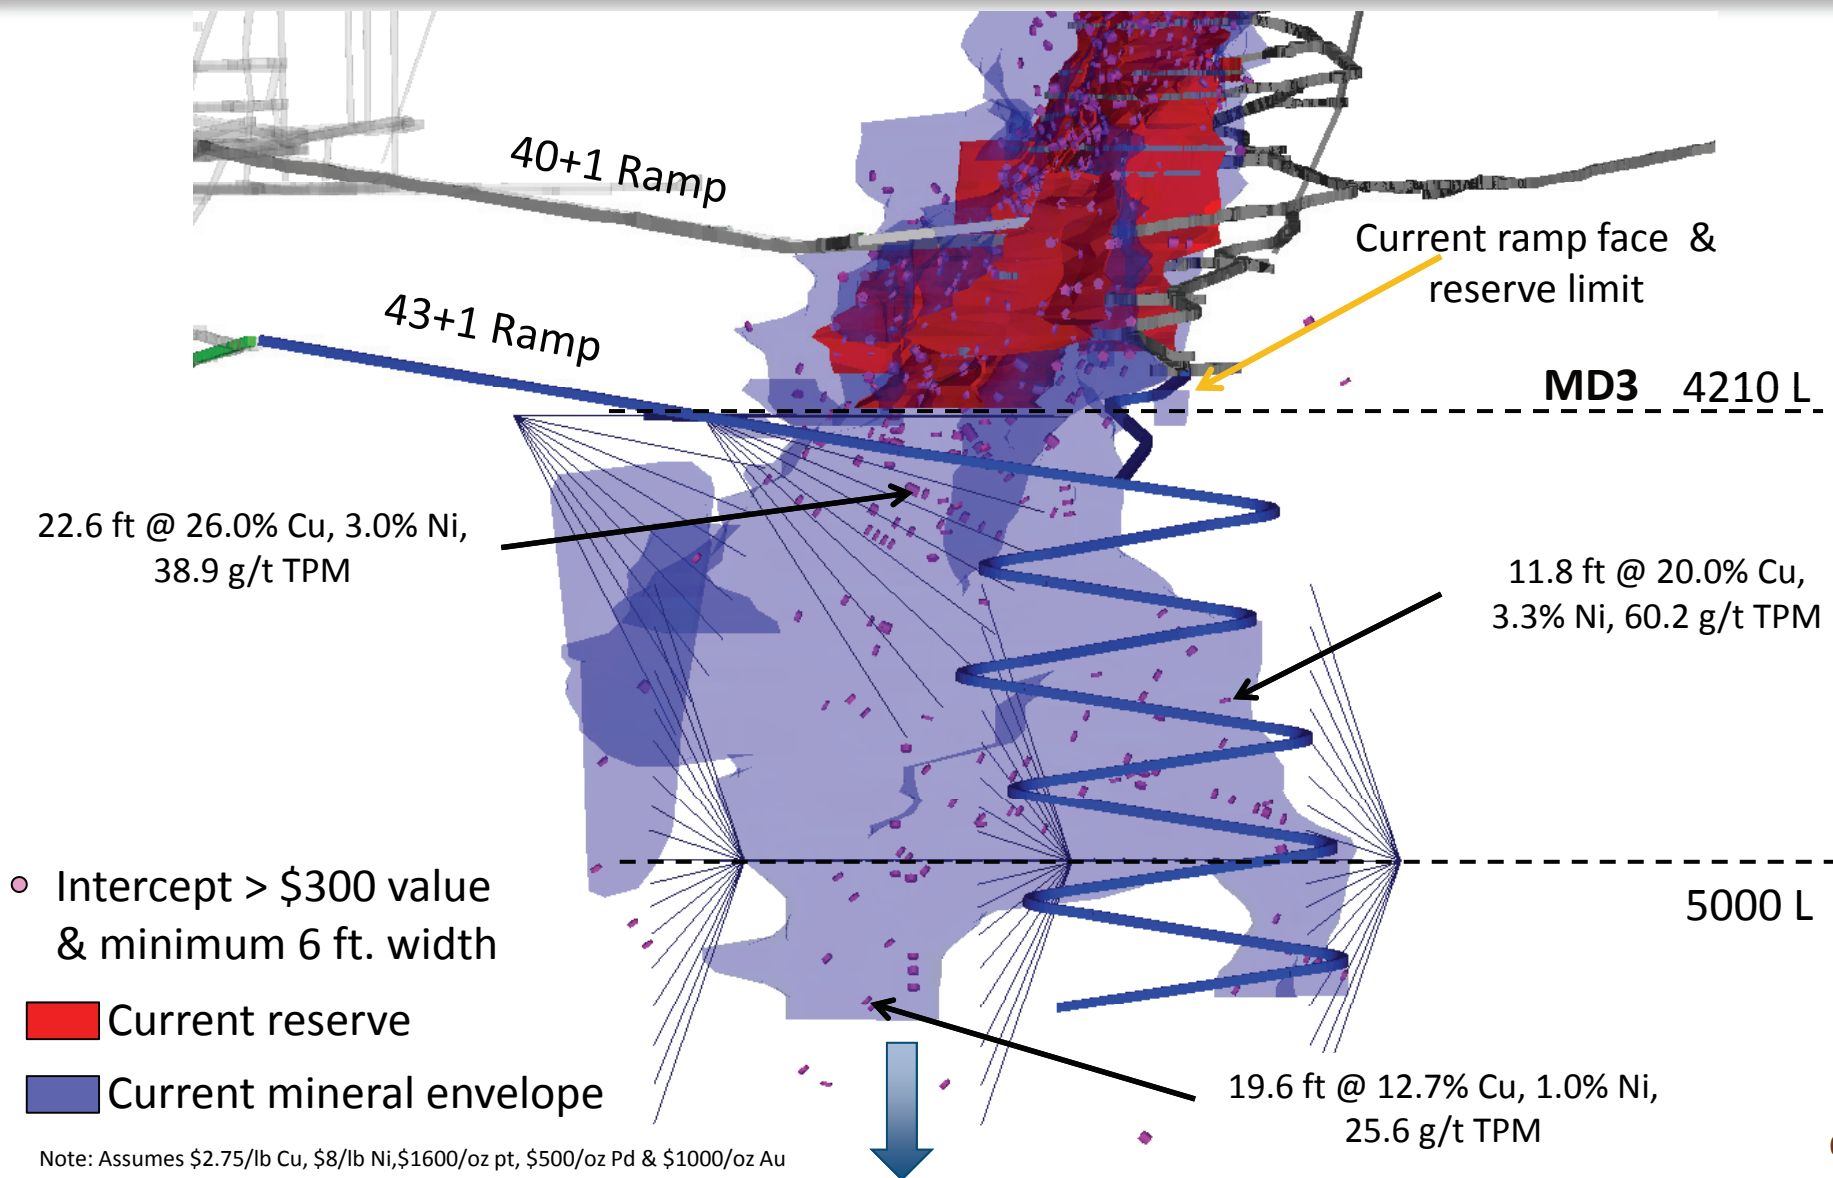 40+1 Ramp
Current ramp face &
reserve limit
43+1 Ramp
MD3 4210 L
22.6 ft @ 26.0% Cu, 3.0% Ni,
38.9 g/t TPM
11.8 ft @ 20.0% Cu,
3.3% Ni, 60.2 g/t TPM
Intercept > $300 value
& minimum 6 ft. width
5000 L
Current reserve
Current mineral envelope
19.6 ft @ 12.7% Cu, 1.0% Ni,
25.6 g/t TPM
Note: Assumes $2.75/lb Cu, $8/lb Ni,$1600/oz pt, $500/oz Pd & $1000/oz Au